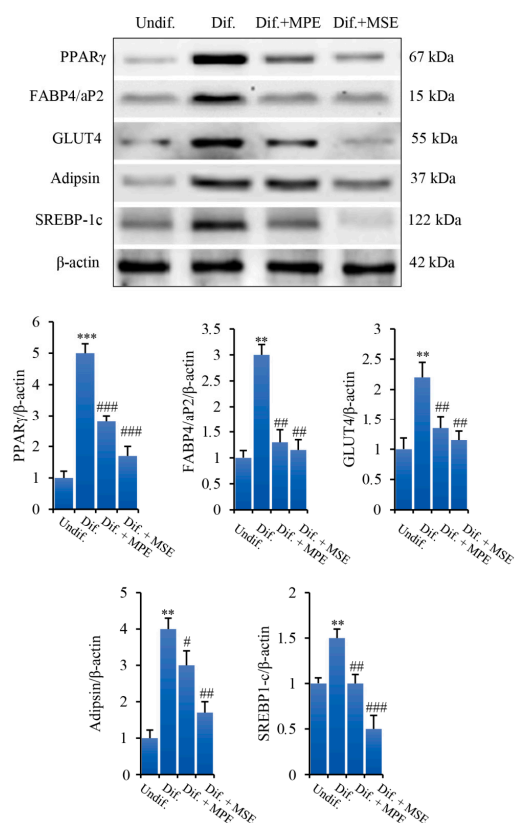 Undif. Dif. Dif.+MPE Dif.+MSE
PPARγ 67 kDa
FABP4/aP2 15 kDa
GLUT4 55 kDa
Adipsin 37 kDa
SREBP-1c 122 kDa
β-actin 42 kDa
PPARγ/β-actin
6
5
4
3
2
1
0
***
###
###
Undif.
Dif.
Dif. + MPE
Dif. + MSE
FABP4/aP2/β-actin
3.5
3
2.5
2
1.5
1
0.5
0
**
##
##
Undif.
Dif.
Dif. + MPE
Dif. + MSE
GLUT4/β-actin
3
2.5
2
1.5
1
0.5
0
**
##
##
Undif.
Dif.
Dif. + MPE
Dif. + MSE
Adipsin/β-actin
5
4
3
2
1
0
**
#
##
Undif.
Dif.
Dif. + MPE
Dif. + MSE
SREBP1-c/β-actin
2
1.5
1
0.5
0
**
##
###
Undif.
Dif.
Dif. + MPE
Dif. + MSE